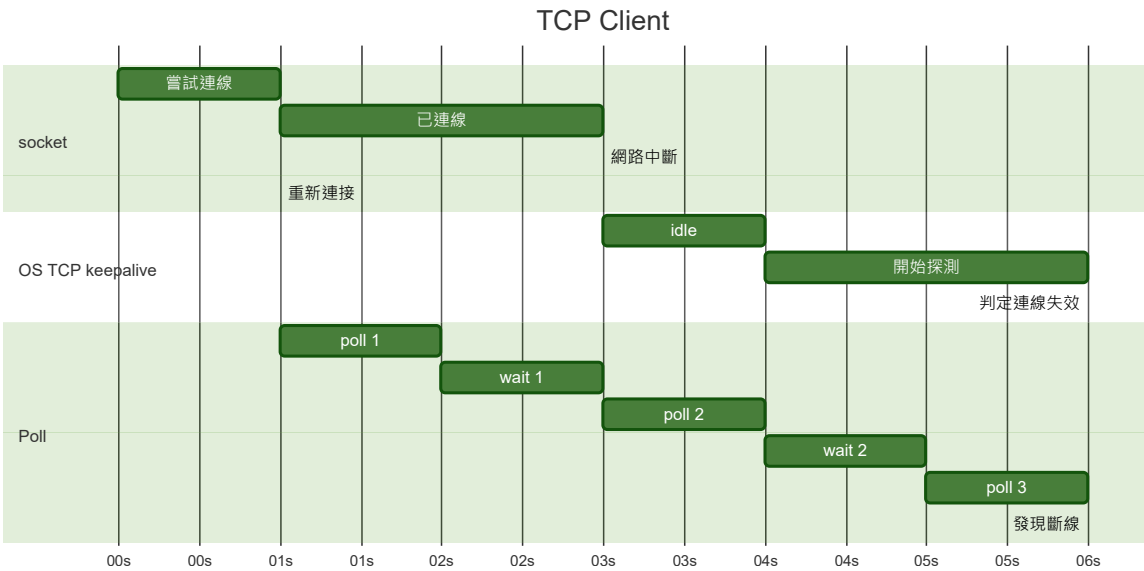 TCP Client
嘗試連線
已連線
socket
網路中斷
重新連接
idle
OS TCP keepalive
開始探測
判定連線失效
poll 1
wait 1
poll 2
Poll
wait 2
poll 3
發現斷線
00s 00s 01s 01s 02s 02s 03s 03s 04s 04s 05s 05s 06s